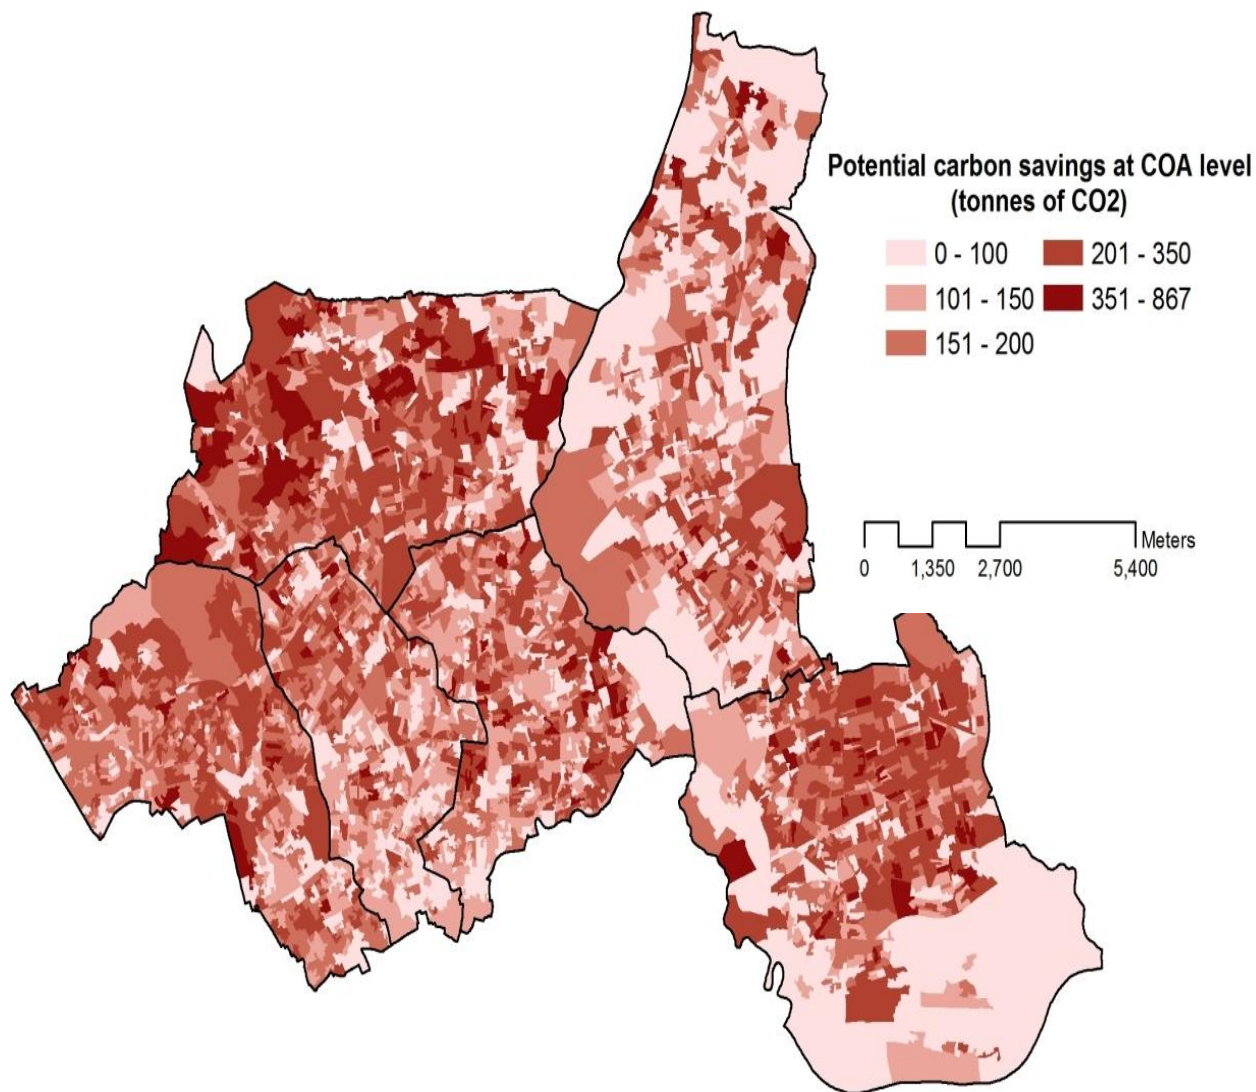 Potential carbon savings at COA level
(tonnes of CO2)
0 - 100
201 - 350
101 - 150
351 - 867
151 - 200
Meters
0 1,350 2,700 5,400